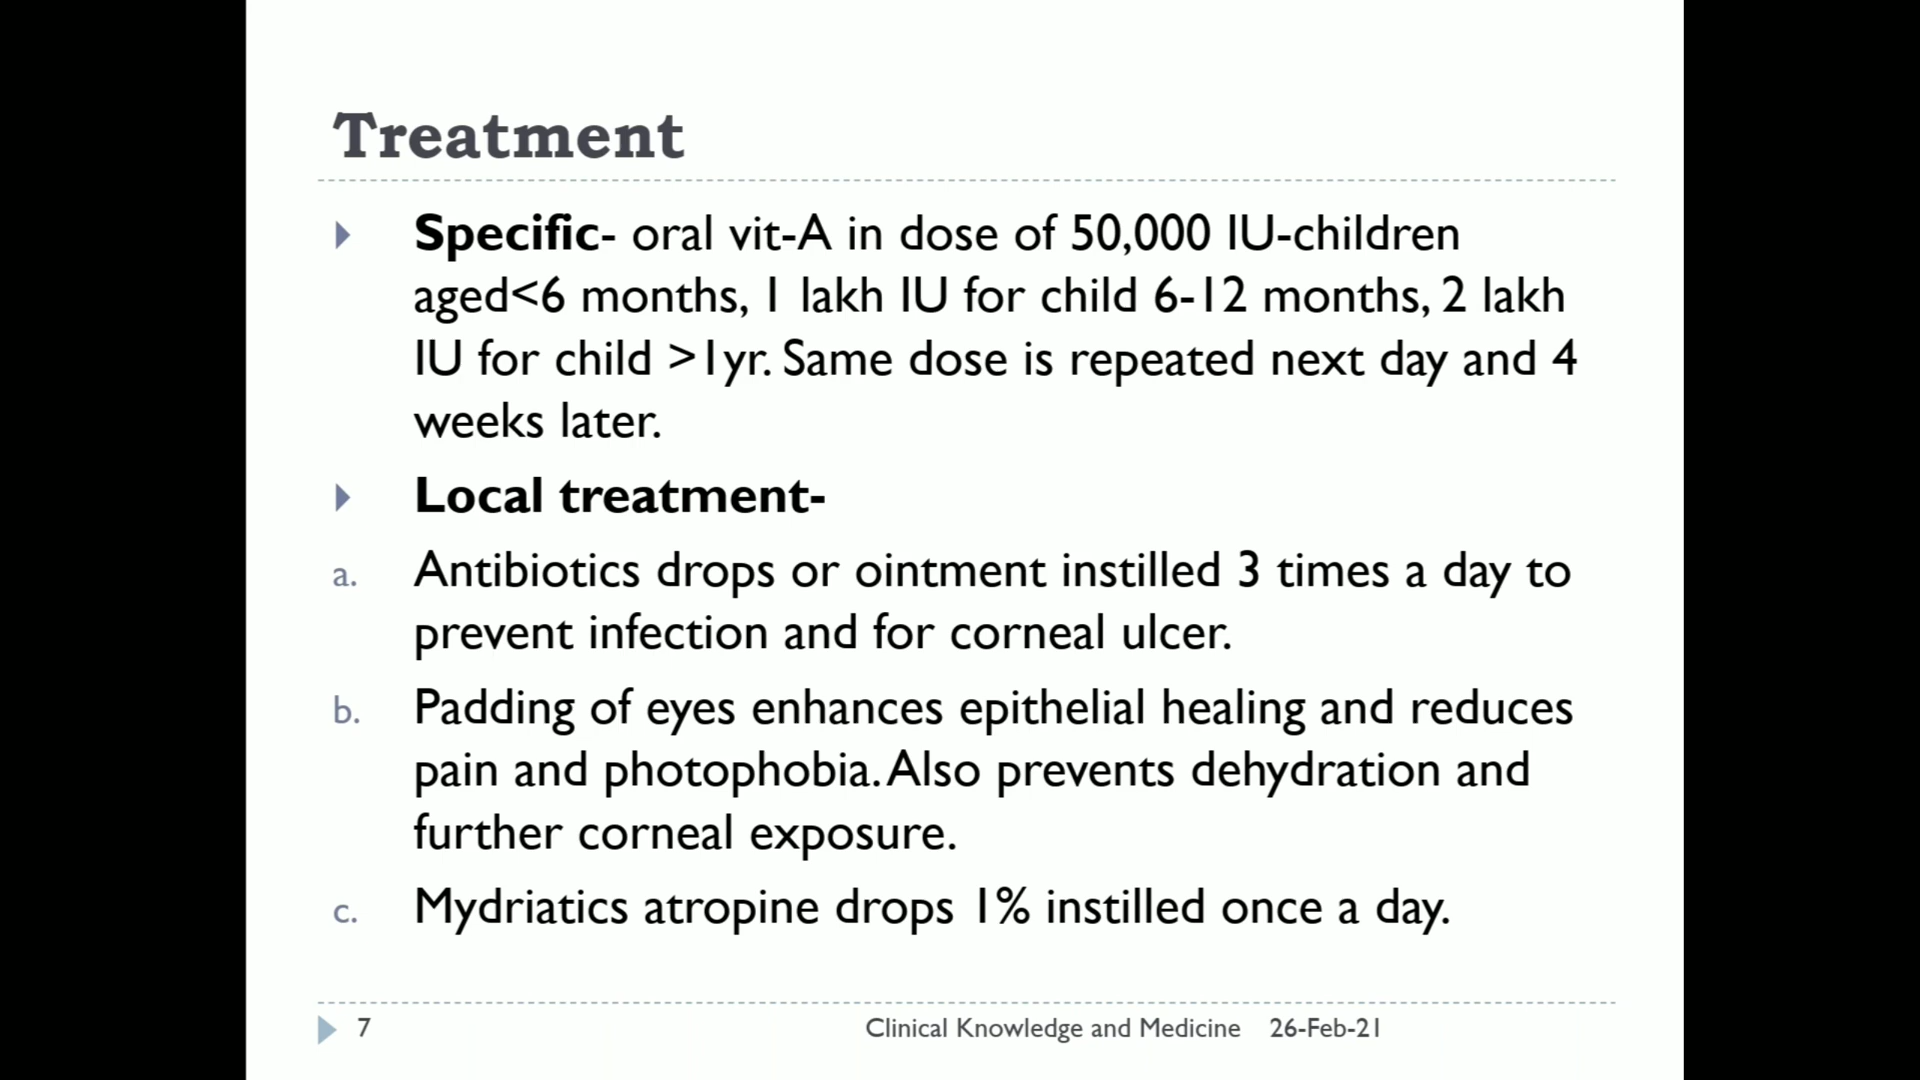 Treatment
Specific- oral vit-A in dose of 50,000 IU-children
aged<6 months, 1 lakh IU for child 6-12 months, 2 lakh
IU for child >1yr. Same dose is repeated next day and 4
weeks later.
Local treatment-
a. Antibiotics drops or ointment instilled 3 times a day to
prevent infection and for corneal ulcer.
b. Padding of eyes enhances epithelial healing and reduces
pain and photophobia. Also prevents dehydration and
further corneal exposure.
c. Mydriatics atropine drops 1% instilled once a day.
7 Clinical Knowledge and Medicine 26-Feb-21